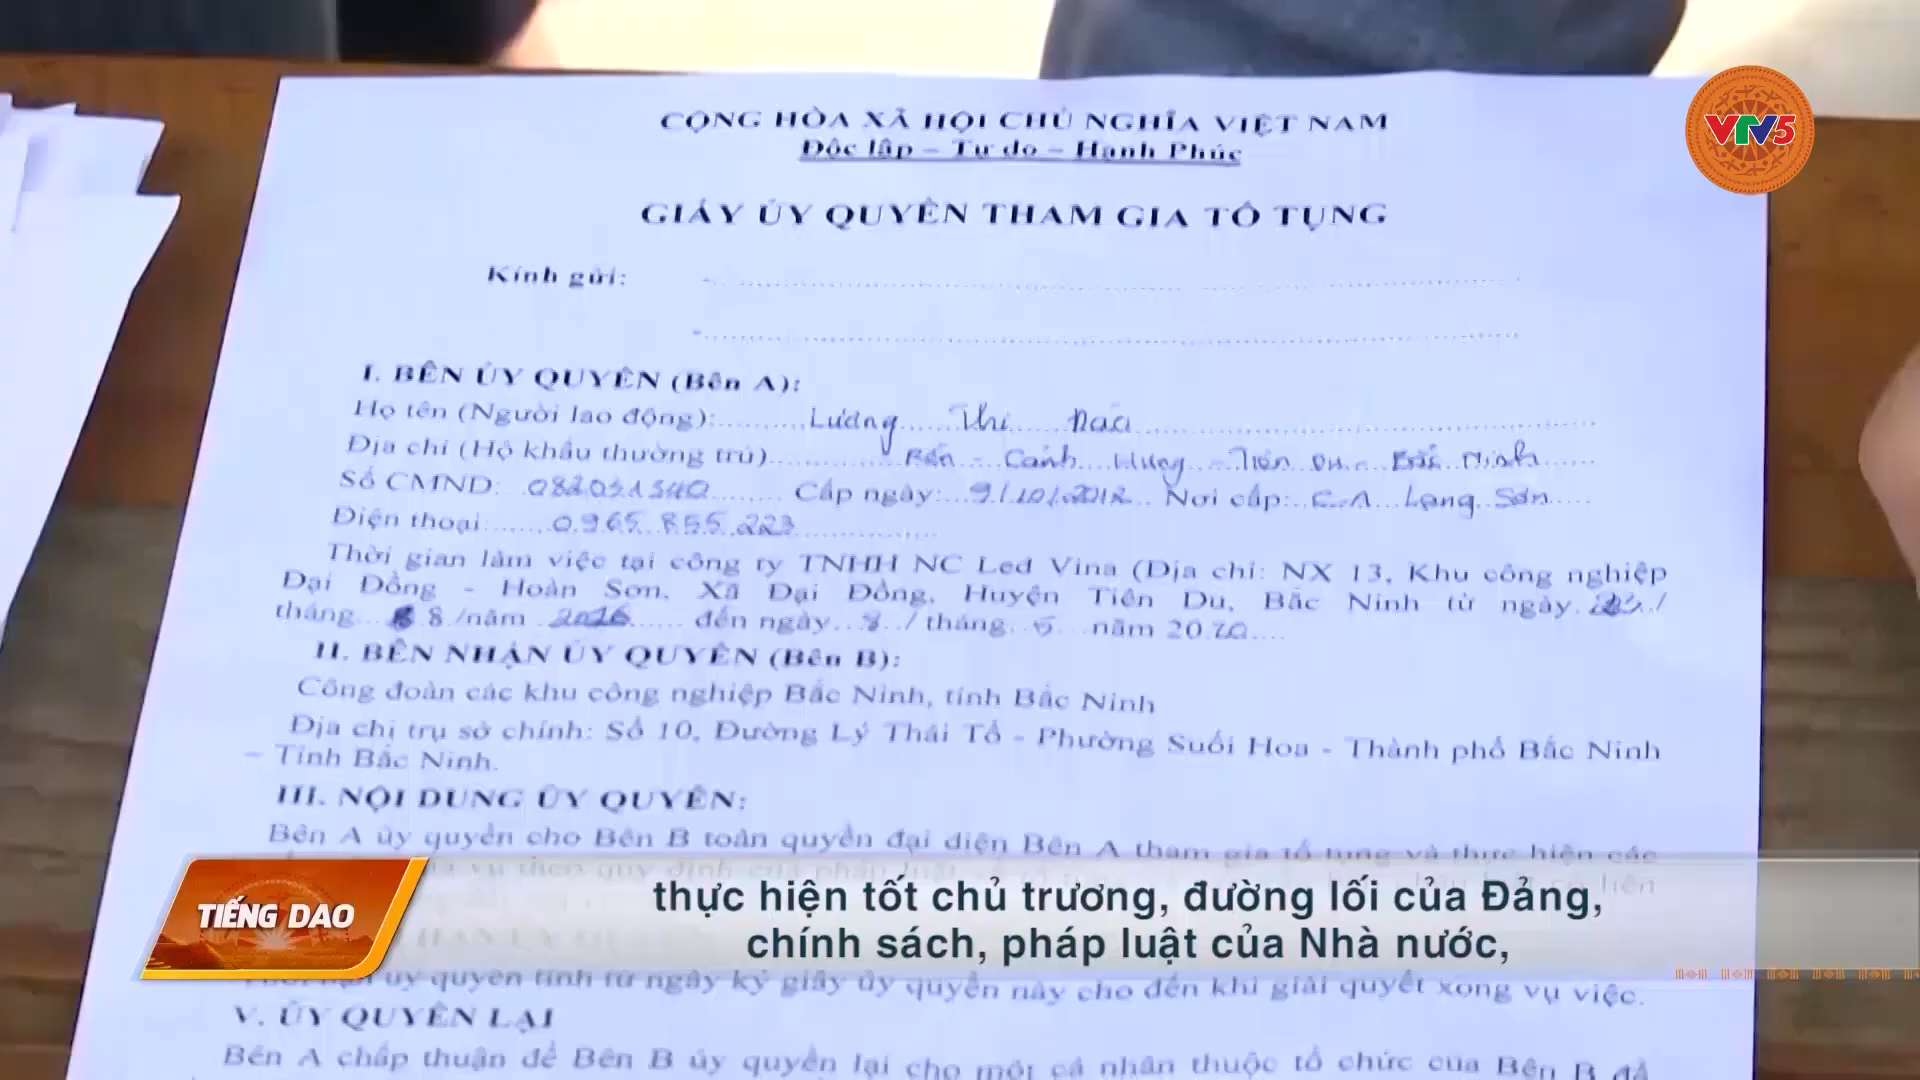 VTV5
CỘNG HÒA XÃ HỘI CHỦ NGHĨA VIỆT NAM
Độc lập – Tự do – Hạnh Phúc
GIẤY ỦY QUYỀN THAM GIA TỐ TỤNG
Kính gửi:
I. BÊN ỦY QUYỀN (Bên A):
Họ tên (Người lao động): Lương Thị
Địa chỉ (Hộ khẩu thường trú) Cảnh Hưng - Tiên Du - Bắc Ninh
Số CMND: 082031340 Cấp ngày: 9/10/2012 Nơi cấp: C.A Lạng Sơn
Điện thoại: 0965 855 223
Thời gian làm việc tại công ty TNHH NC Led Vina (Địa chỉ: NX 13, Khu công nghiệp
Đại Đồng - Hoàn Sơn, Xã Đại Đồng, Huyện Tiên Du, Bắc Ninh từ ngày /
tháng 8 /năm 2016 đến ngày 8 / tháng 5 năm 2020
II. BÊN NHẬN ỦY QUYỀN (Bên B):
Công đoàn các khu công nghiệp Bắc Ninh, tỉnh Bắc Ninh
Địa chỉ trụ sở chính: Số 10, Đường Lý Thái Tổ - Phường Suối Hoa - Thành phố Bắc Ninh
– Tỉnh Bắc Ninh.
III. NỘI DUNG ỦY QUYỀN:
Bên A ủy quyền cho Bên B toàn quyền đại diện Bên A tham gia tố tụng và thực hiện các
TIẾNG DAO
thực hiện tốt chủ trương, đường lối của Đảng,
chính sách, pháp luật của Nhà nước,
ủy quyền tính từ ngày ký giấy ủy quyền này cho đến khi giải quyết xong vụ việc.
V. ỦY QUYỀN LẠI
Bên A chấp thuận để Bên B ủy quyền lại cho một cá nhân thuộc tổ chức của Bên B để